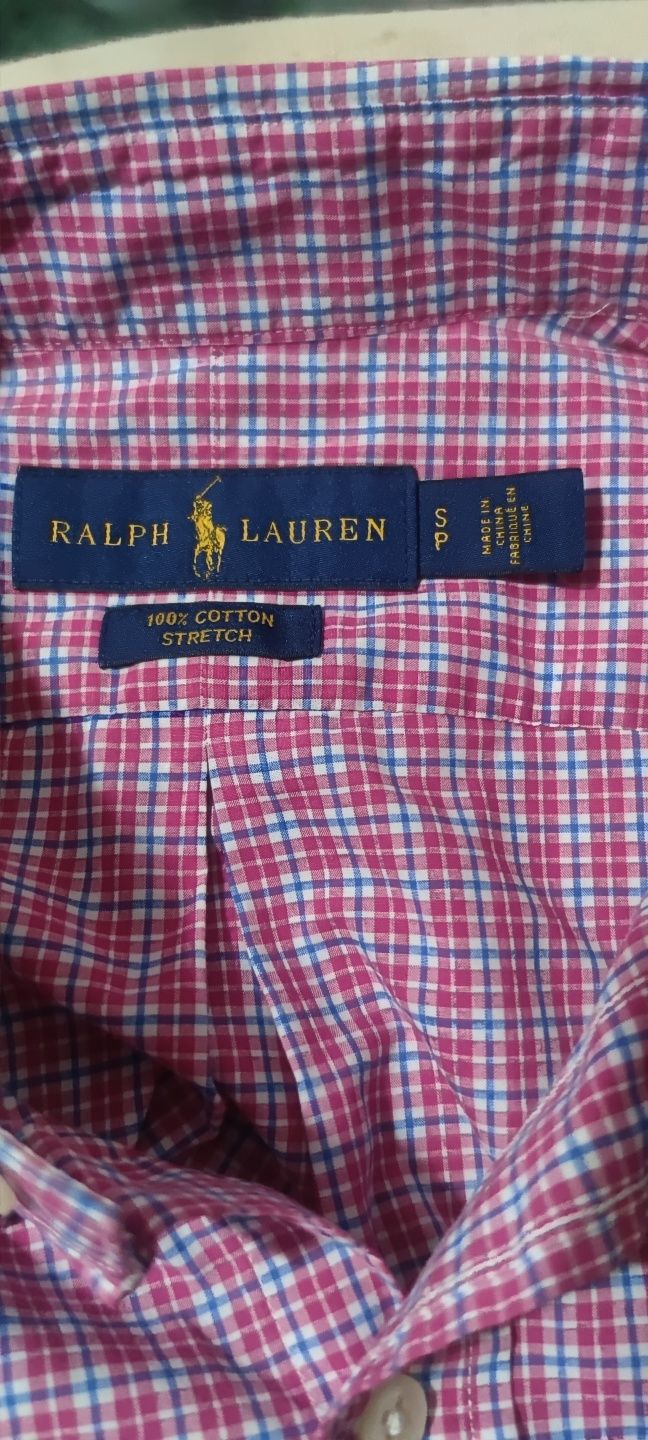 RALPH LAUREN
S
P
MADE IN
CHINA
FABRIQUÉ EN
CHINE
100% COTTON
STRETCH